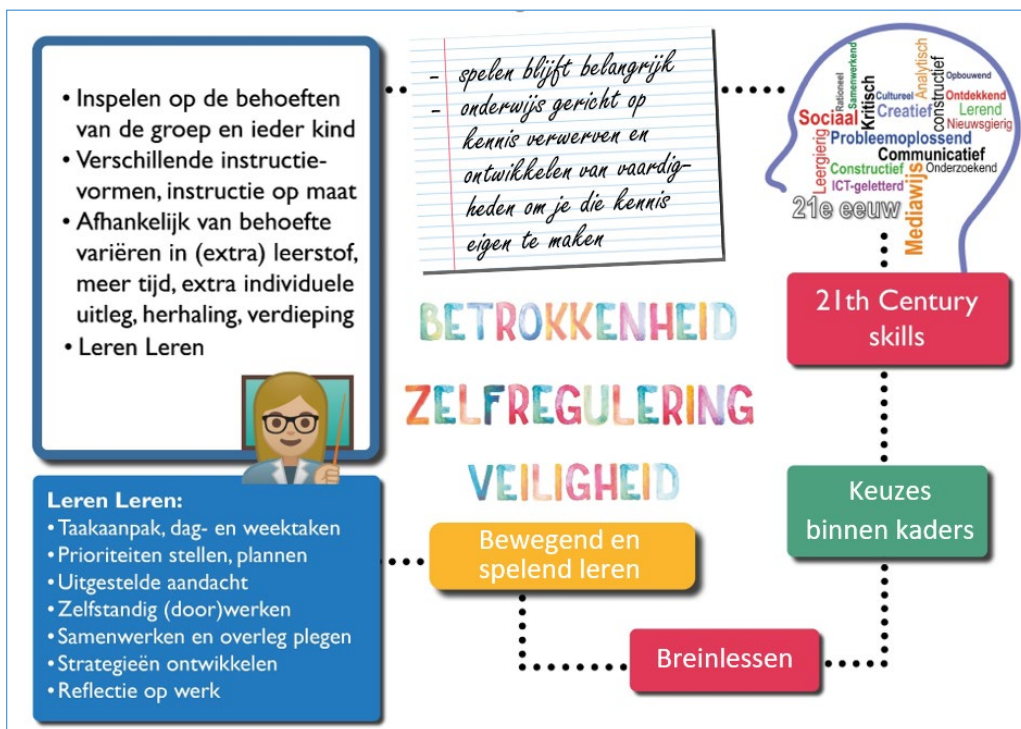 • Inspelen op de behoeften
van de groep en ieder kind
• Verschillende instructie-
vormen, instructie op maat
• Afhankelijk van behoefte
variëren in (extra) leerstof,
meer tijd, extra individuele
uitleg, herhaling, verdieping
• Leren Leren
- spelen blijft belangrijk
- onderwijs gericht op
kennis verwerven en
ontwikkelen van vaardig-
heden om je die kennis
eigen te maken
Rationeel
Samenwerkend
Kritisch
Analytisch
constructief
Opbouwend
Cultureel
Ontdekkend
Creatief
Lerend
Sociaal
Nieuwsgierig
Probleemoplossend
Communicatief
Leergierig
Constructief
Onderzoekend
ICT-geletterd
21e eeuw
Mediawijs
21th Century
skills
BETROKKENHEID
ZELFREGULERING
VEILIGHEID
Keuzes
binnen kaders
Bewegend en
spelend leren
Breinlessen
Leren Leren:
• Taakaanpak, dag- en weektaken
• Prioriteiten stellen, plannen
• Uitgestelde aandacht
• Zelfstandig (door)werken
• Samenwerken en overleg plegen
• Strategieën ontwikkelen
• Reflectie op werk